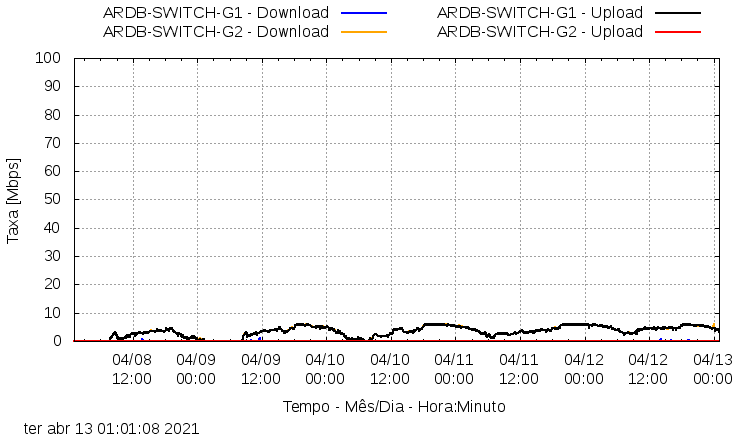 ARDB-SWITCH-G1 - Download ARDB-SWITCH-G1 - Upload
ARDB-SWITCH-G2 - Download ARDB-SWITCH-G2 - Upload
100
90
80
70
60
50
40
30
20
10
0
Taxa [Mbps]
04/08 04/09 04/09 04/10 04/10 04/11 04/11 04/12 04/12 04/13
12:00 00:00 12:00 00:00 12:00 00:00 12:00 00:00 12:00 00:00
Tempo - Mês/Dia - Hora:Minuto
ter abr 13 01:01:08 2021